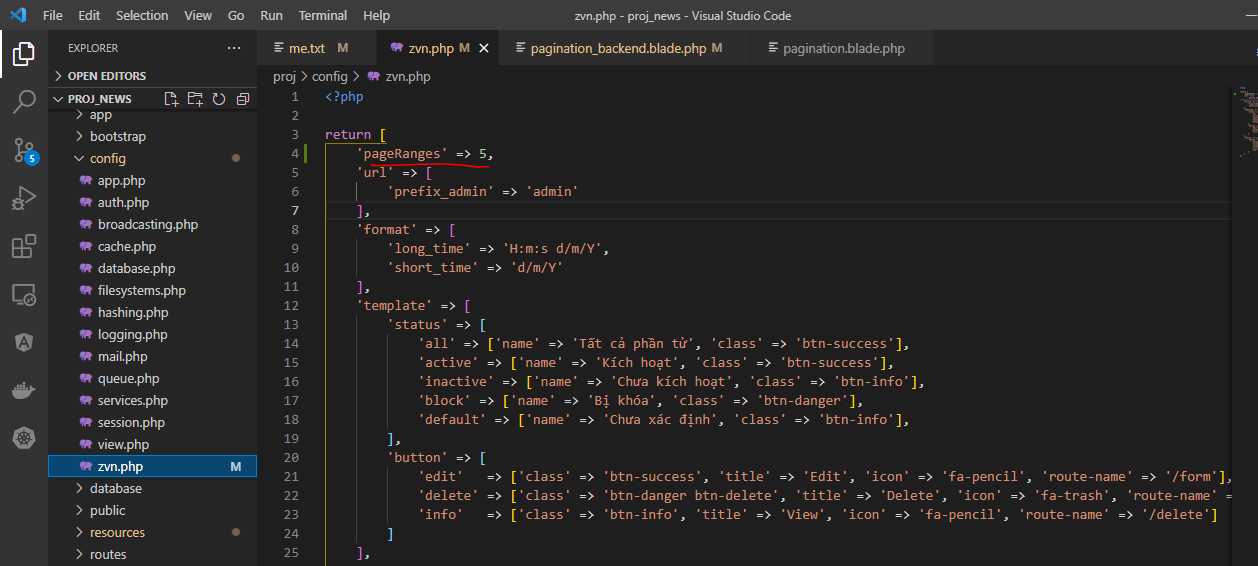 File Edit Selection View Go Run Terminal Help zvn.php - proj_news - Visual Studio Code
EXPLORER ... me.txt M zvn.php M pagination_backend.blade.php M pagination.blade.php
OPEN EDITORS
PROJ_NEWS
app
bootstrap
config
app.php
auth.php
broadcasting.php
cache.php
database.php
filesystems.php
hashing.php
logging.php
mail.php
queue.php
services.php
session.php
view.php
zvn.php M
database
public
resources
routes
5
proj > config > zvn.php
1 <?php
2
3 return [
4 'pageRanges' => 5,
5 'url' => [
6 'prefix_admin' => 'admin'
7 ],
8 'format' => [
9 'long_time' => 'H:m:s d/m/Y',
10 'short_time' => 'd/m/Y'
11 ],
12 'template' => [
13 'status' => [
14 'all' => ['name' => 'Tất cả phần tử', 'class' => 'btn-success'],
15 'active' => ['name' => 'Kích hoạt', 'class' => 'btn-success'],
16 'inactive' => ['name' => 'Chưa kích hoạt', 'class' => 'btn-info'],
17 'block' => ['name' => 'Bị khóa', 'class' => 'btn-danger'],
18 'default' => ['name' => 'Chưa xác định', 'class' => 'btn-info'],
19 ],
20 'button' => [
21 'edit' => ['class' => 'btn-success', 'title' => 'Edit', 'icon' => 'fa-pencil', 'route-name' => '/form'],
22 'delete' => ['class' => 'btn-danger btn-delete', 'title' => 'Delete', 'icon' => 'fa-trash', 'route-name' =
23 'info' => ['class' => 'btn-info', 'title' => 'View', 'icon' => 'fa-pencil', 'route-name' => '/delete']
24 ]
25 ],